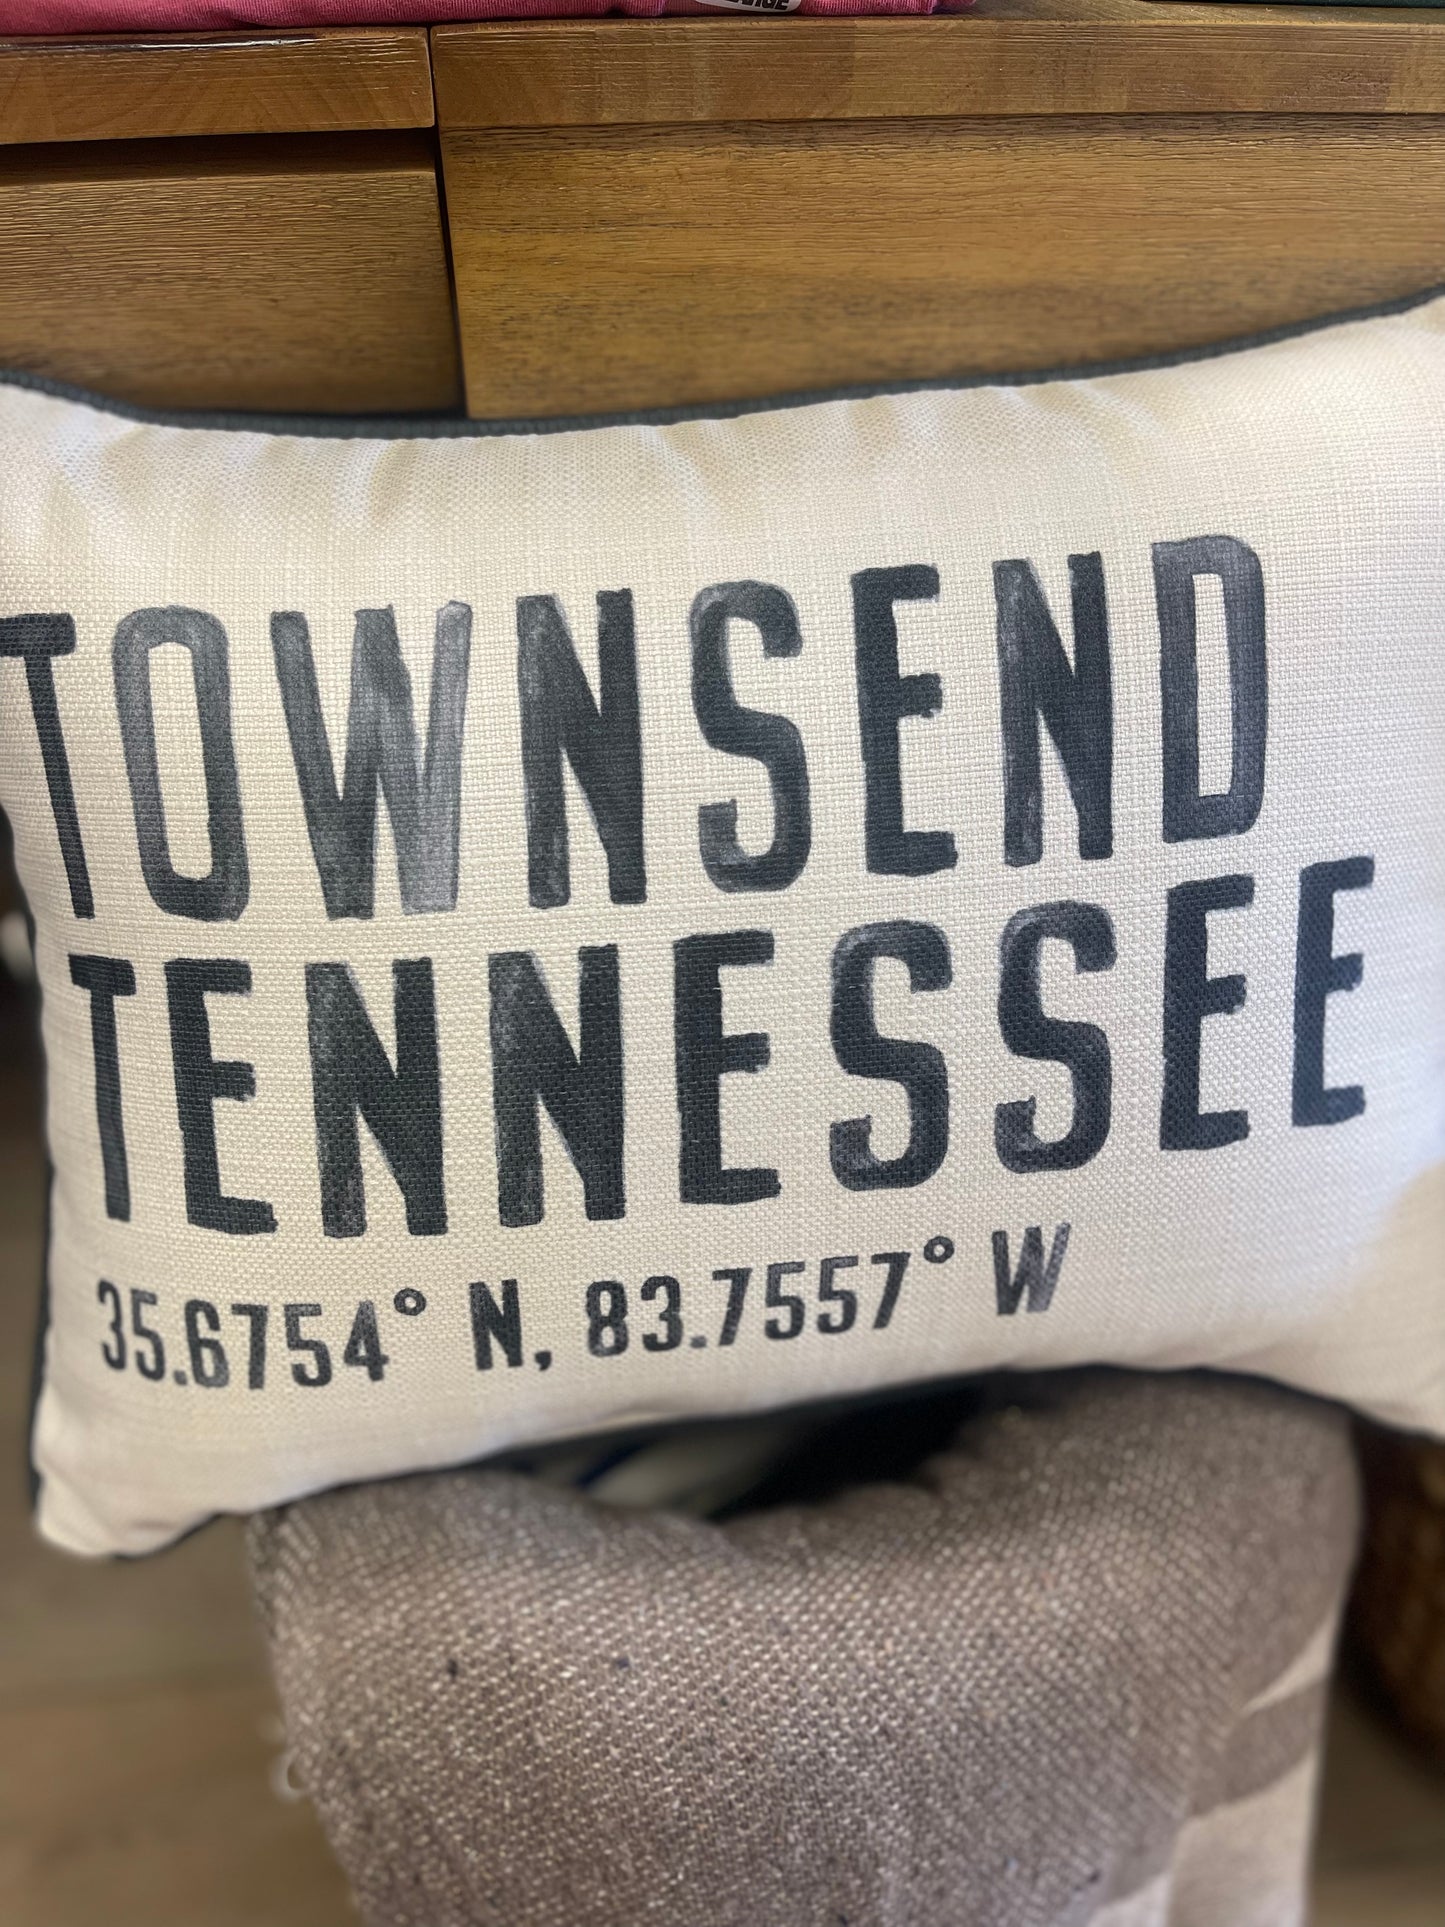 TOWNSEND
TENNESSEE
35.6754° N, 83.7557° W